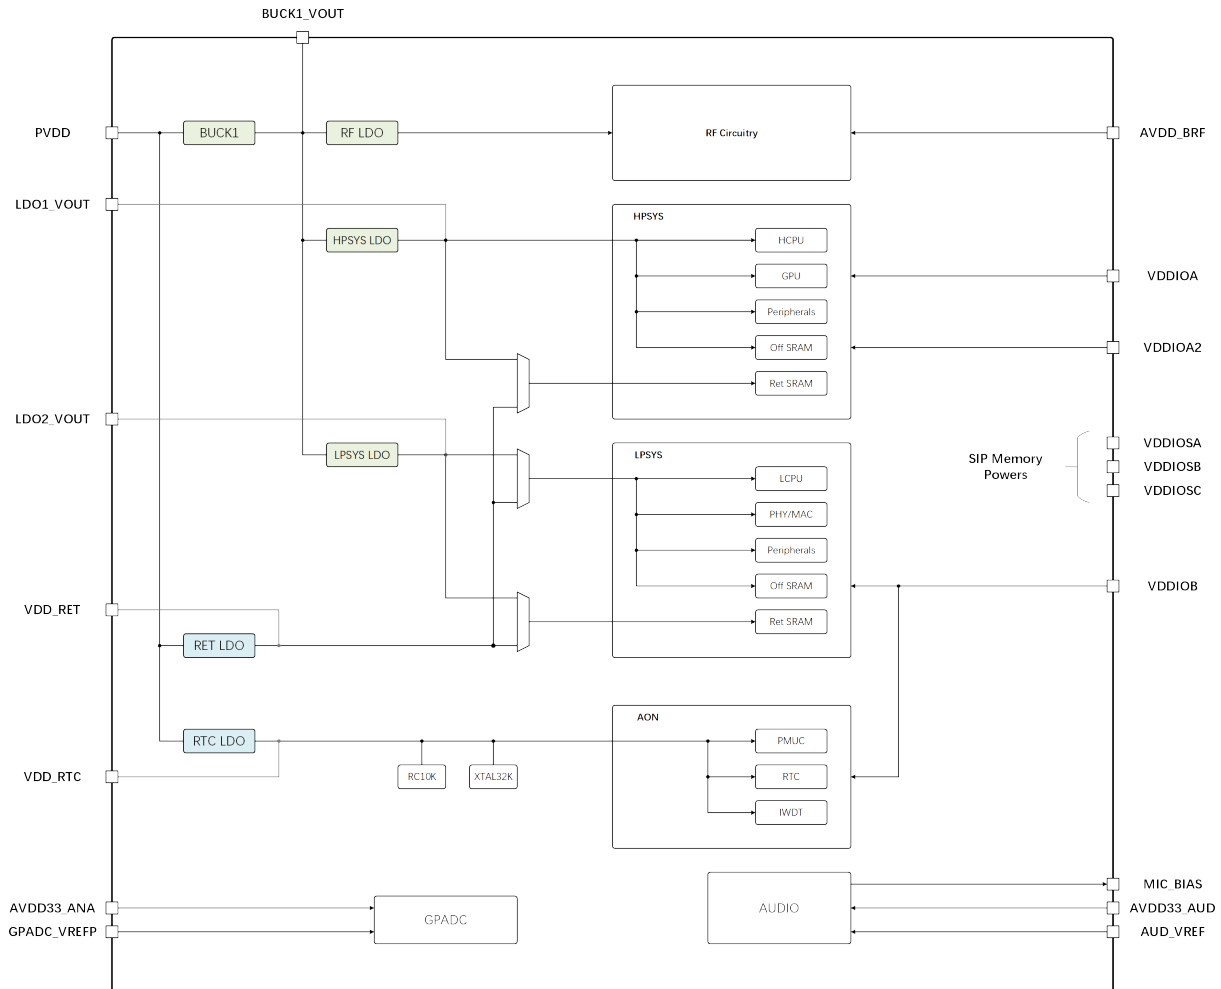 BUCK1_VOUT
PVDD
BUCK1
RF LDO
RF Circuitry
AVDD_BRF
LDO1_VOUT
HPSYS
HPSYS LDO
HCPU
GPU
VDDIOA
Peripherals
Off SRAM
VDDIOA2
Ret SRAM
LDO2_VOUT
LPSYS LDO
LPSYS
SIP Memory
Powers
VDDIOSA
VDDIOSB
VDDIOSC
LCPU
PHY/MAC
Peripherals
Off SRAM
VDDIOB
VDD_RET
Ret SRAM
RET LDO
AON
RTC LDO
PMUC
VDD_RTC
RC10K
XTAL32K
RTC
IWDT
MIC_BIAS
AVDD33_ANA
GPADC
AUDIO
AVDD33_AUD
GPADC_VREFP
AUD_VREF